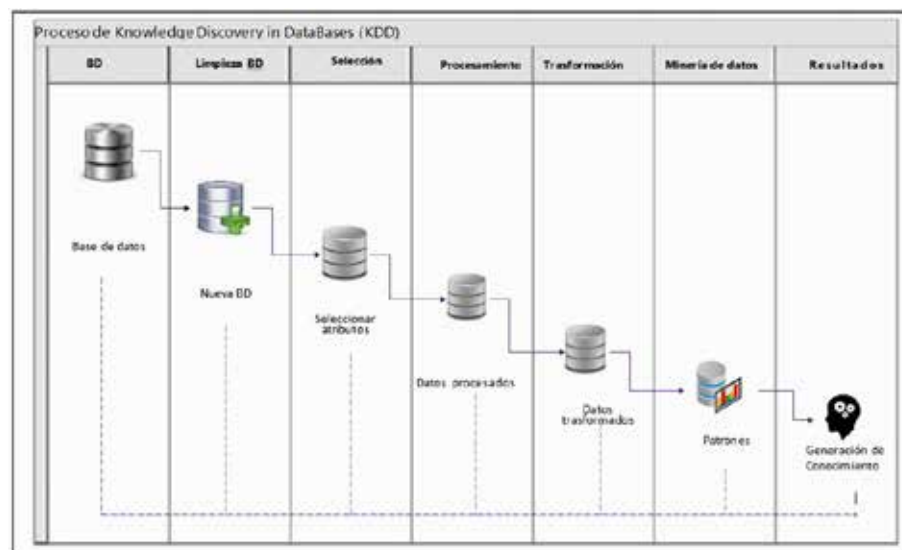 Proceso de Knowledge Discovery in DataBases (KDD)
BD
Limpieza BD
Selección
Procesamiento
Trasformación
Minería de datos
Resultados
Base de datos
Nueva BD
Seleccionar
atributos
Datos procesados
Datos
trasformados
Patrones
Generación de
Conocimiento